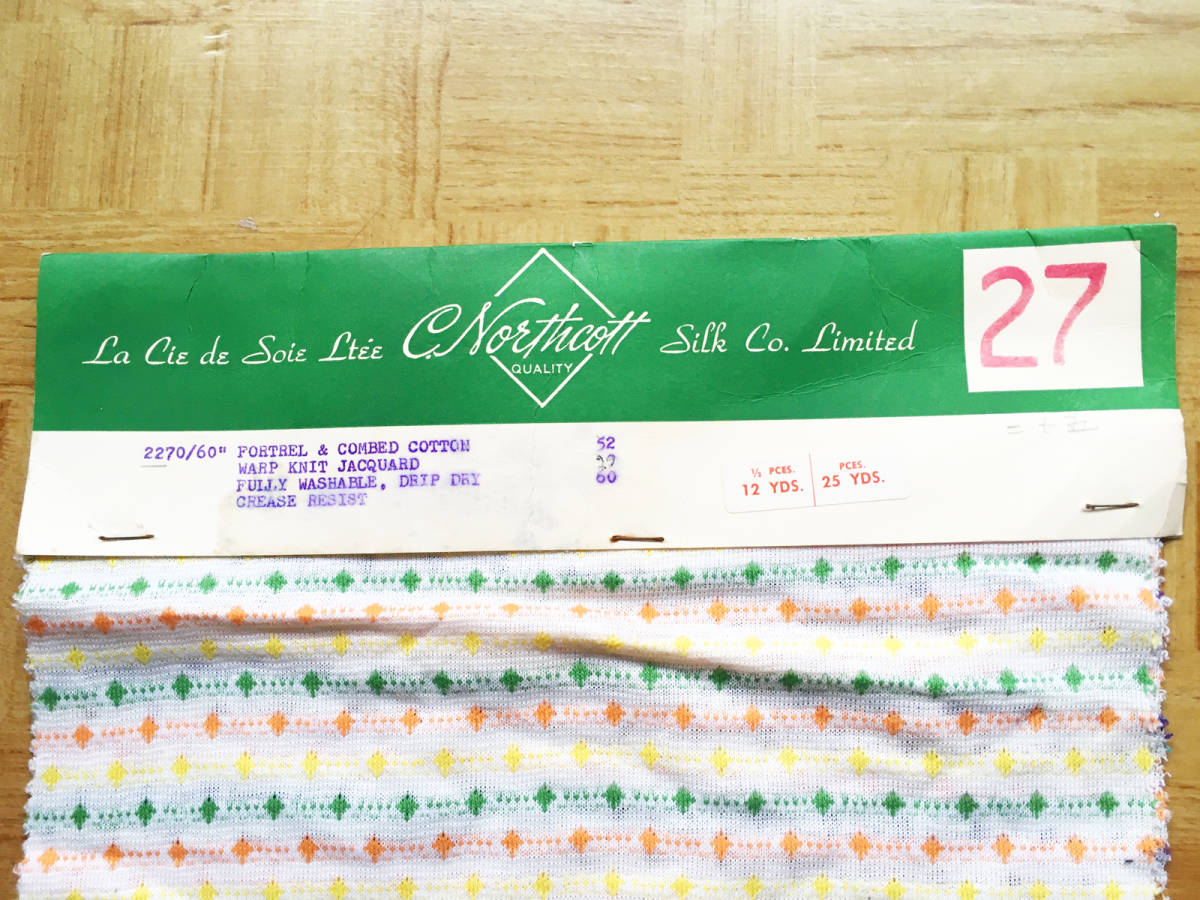 La Cie de Soie Ltée C. Northcott Silk Co. Limited
QUALITY
27
2270/60" FORTREL & COMBED COTTON 52
WARP KNIT JACQUARD
FULLY WASHABLE, DRIP DRY 60
CREASE RESIST
½ PCES. PCES.
12 YDS. 25 YDS.